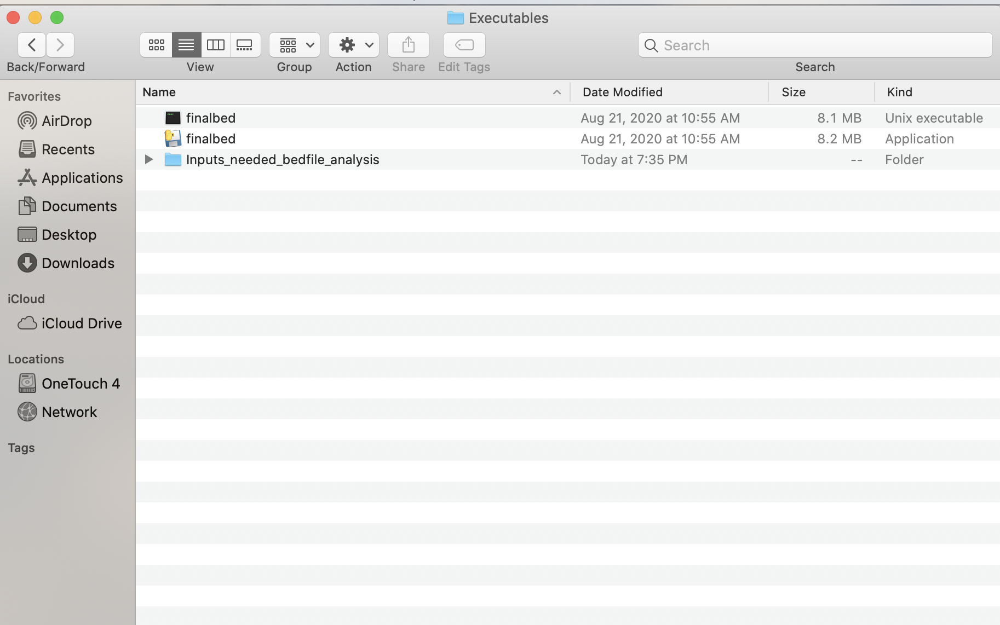 Executables
Search
Back/Forward
View
Group
Action
Share
Edit Tags
Search
Favorites
AirDrop
Recents
Applications
Documents
Desktop
Downloads
iCloud
iCloud Drive
Locations
OneTouch 4
Network
Tags
Name Date Modified Size Kind
finalbed Aug 21, 2020 at 10:55 AM 8.1 MB Unix executable
finalbed Aug 21, 2020 at 10:55 AM 8.2 MB Application
Inputs_needed_bedfile_analysis Today at 7:35 PM -- Folder